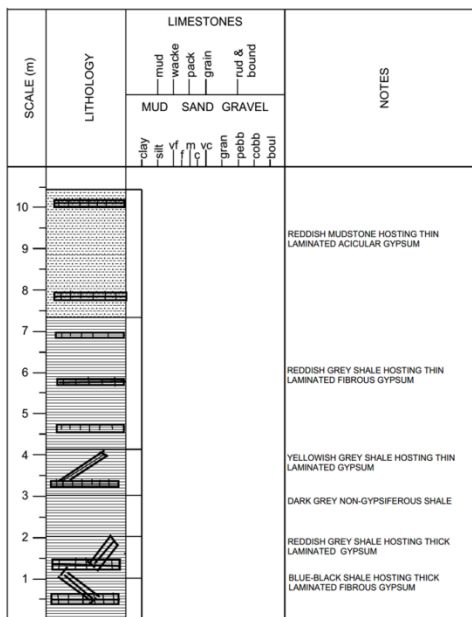 LIMESTONES
mud
wacke
pack
grain
rud &
bound
MUD SAND GRAVEL
clay
silt
vf
f
m
c
vc
gran
pebb
cobb
boul
SCALE (m)
LITHOLOGY
NOTES
10
9
8
7
6
5
4
3
2
1
REDDISH MUDSTONE HOSTING THIN
LAMINATED ACICULAR GYPSUM
REDDISH GREY SHALE HOSTING THIN
LAMINATED FIBROUS GYPSUM
YELLOWISH GREY SHALE HOSTING THIN
LAMINATED GYPSUM
DARK GREY NON-GYPSIFEROUS SHALE
REDDISH GREY SHALE HOSTING THICK
LAMINATED GYPSUM
BLUE-BLACK SHALE HOSTING THICK
LAMINATED FIBROUS GYPSUM